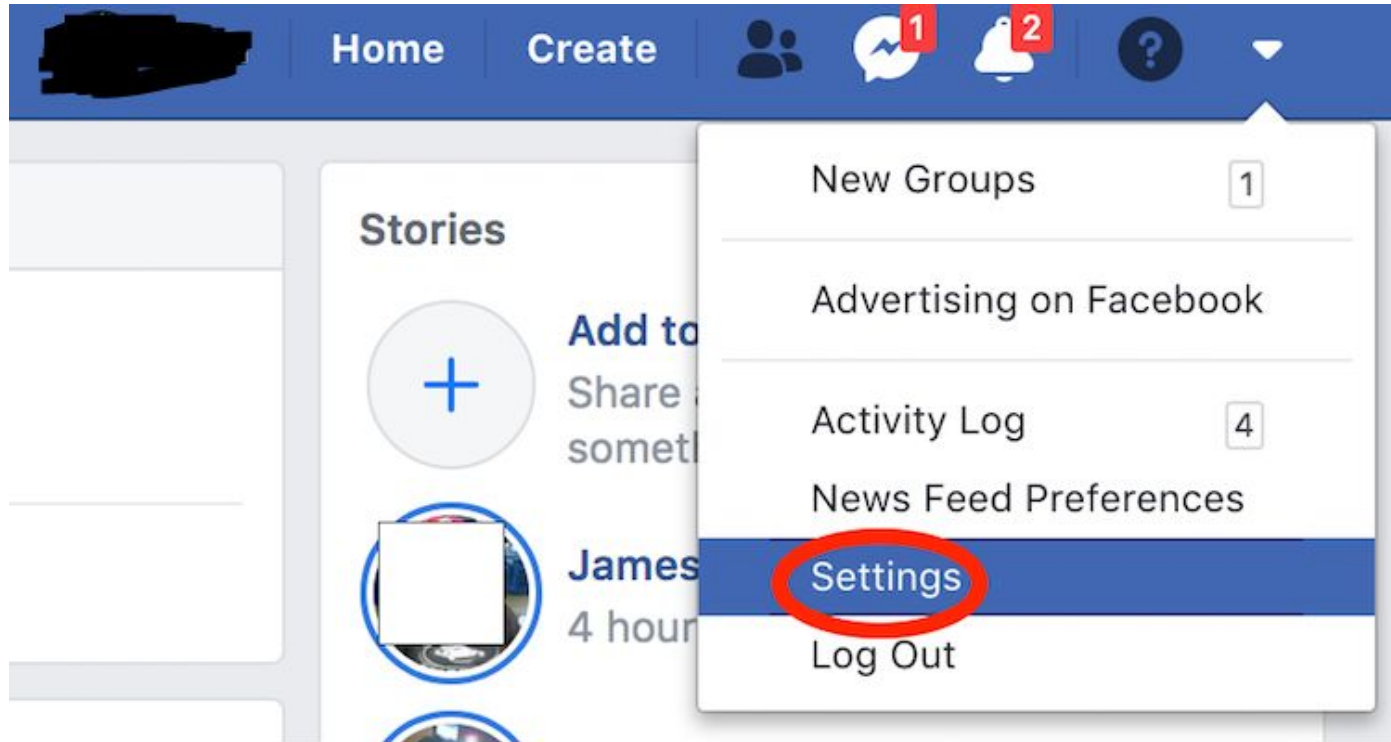 Home
Create
1
2
?
New Groups
1
Stories
Advertising on Facebook
Add to
Share
Activity Log
4
News Feed Preferences
James
Settings
4 hour
Log Out